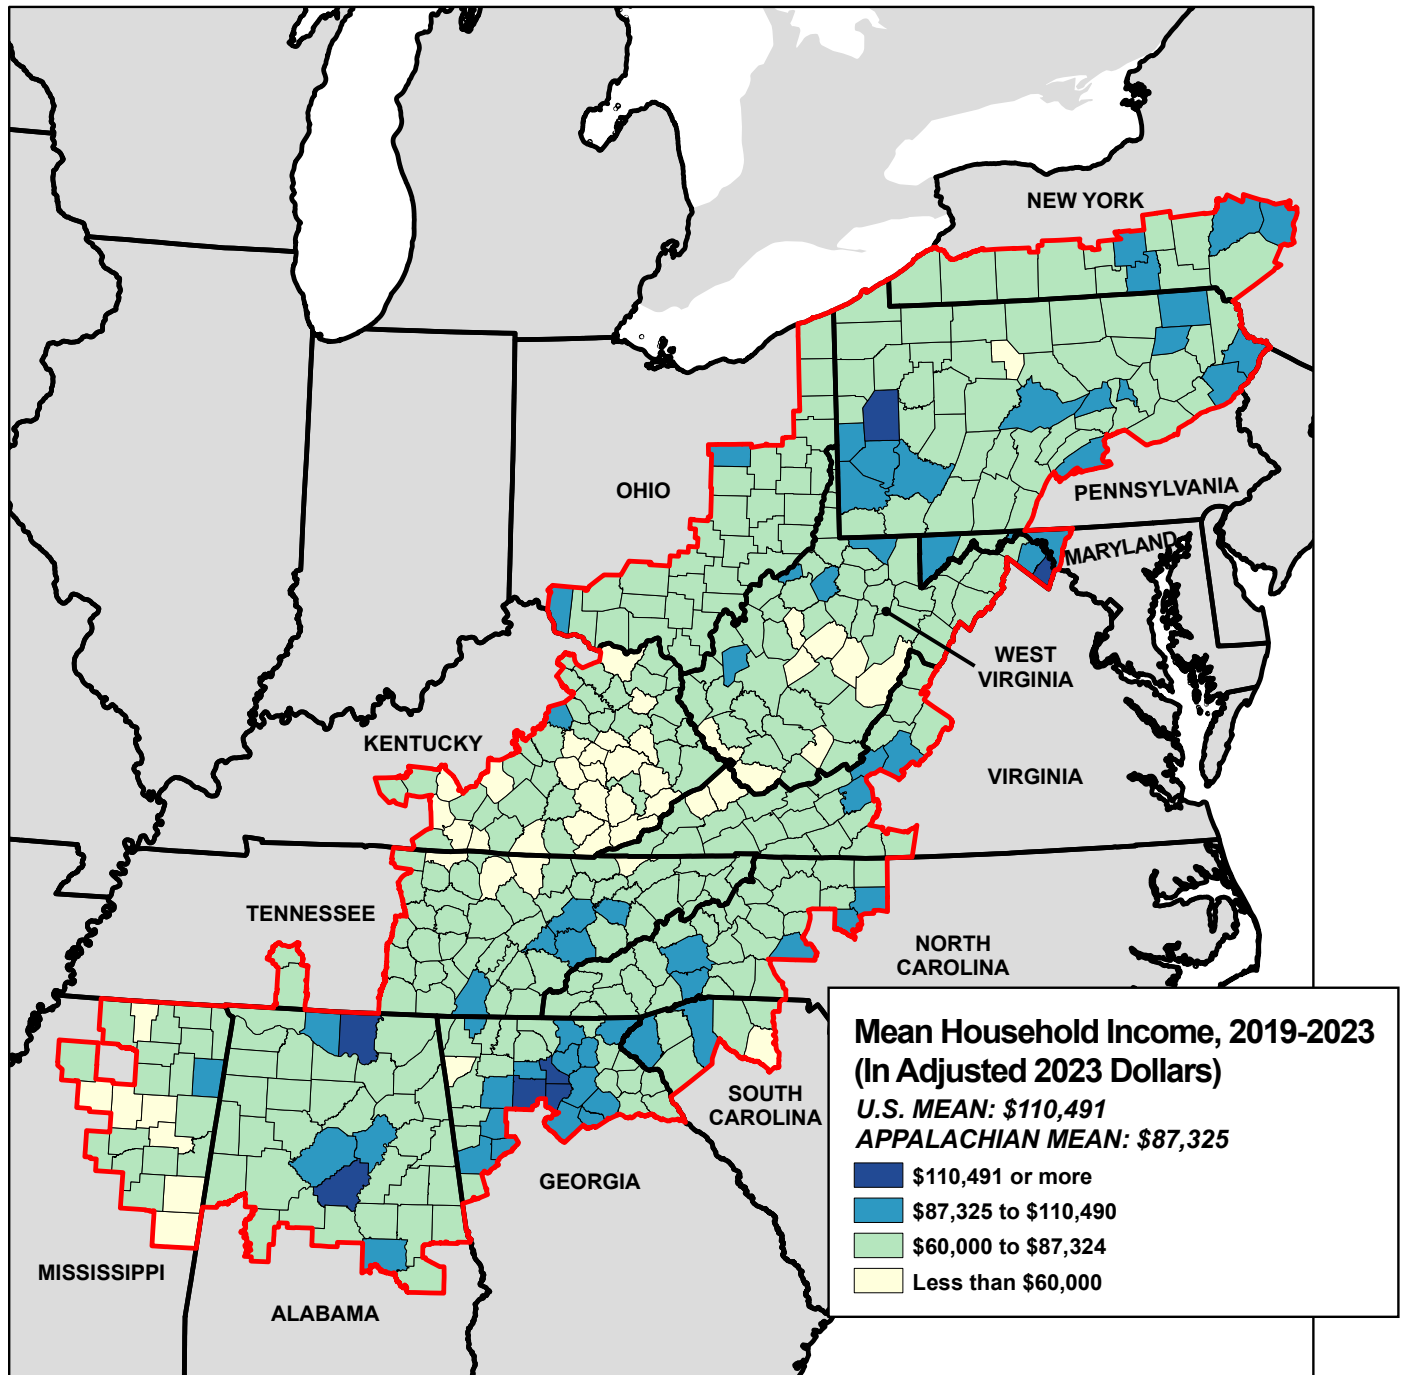 NEW YORK
OHIO
PENNSYLVANIA
MARYLAND
WEST
VIRGINIA
KENTUCKY
VIRGINIA
TENNESSEE
NORTH
CAROLINA
SOUTH
CAROLINA
GEORGIA
MISSISSIPPI
ALABAMA
Mean Household Income, 2019-2023
(In Adjusted 2023 Dollars)
U.S. MEAN: $110,491
APPALACHIAN MEAN: $87,325
$110,491 or more
$87,325 to $110,490
$60,000 to $87,324
Less than $60,000